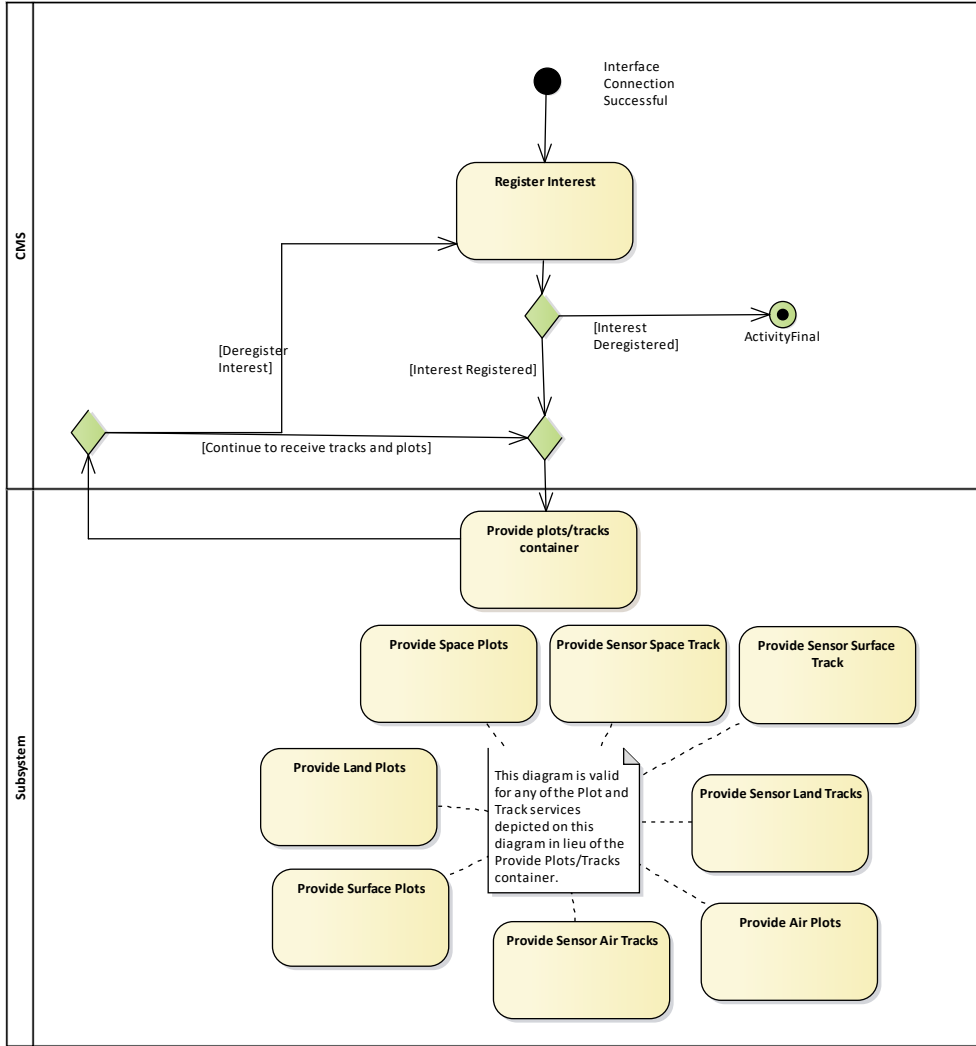 CMS
Interface
Connection
Successful
Register Interest
[Interest
Deregistered]
ActivityFinal
[Deregister
Interest]
[Interest Registered]
[Continue to receive tracks and plots]
Subsystem
Provide plots/tracks
container
Provide Space Plots
Provide Sensor Space Track
Provide Sensor Surface
Track
Provide Land Plots
This diagram is valid
for any of the Plot and
Track services
depicted on this
diagram in lieu of the
Provide Plots/Tracks
container.
Provide Sensor Land Tracks
Provide Surface Plots
Provide Sensor Air Tracks
Provide Air Plots